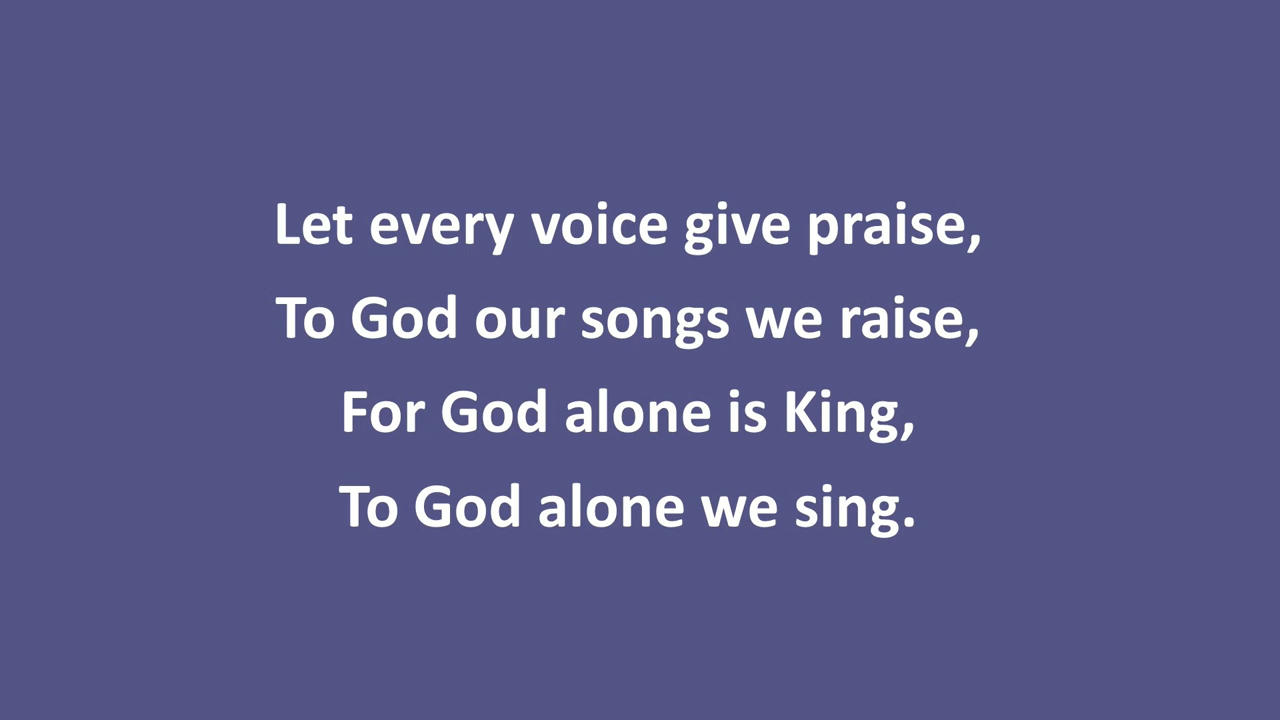 Let every voice give praise,
To God our songs we raise,
For God alone is King,
To God alone we sing.